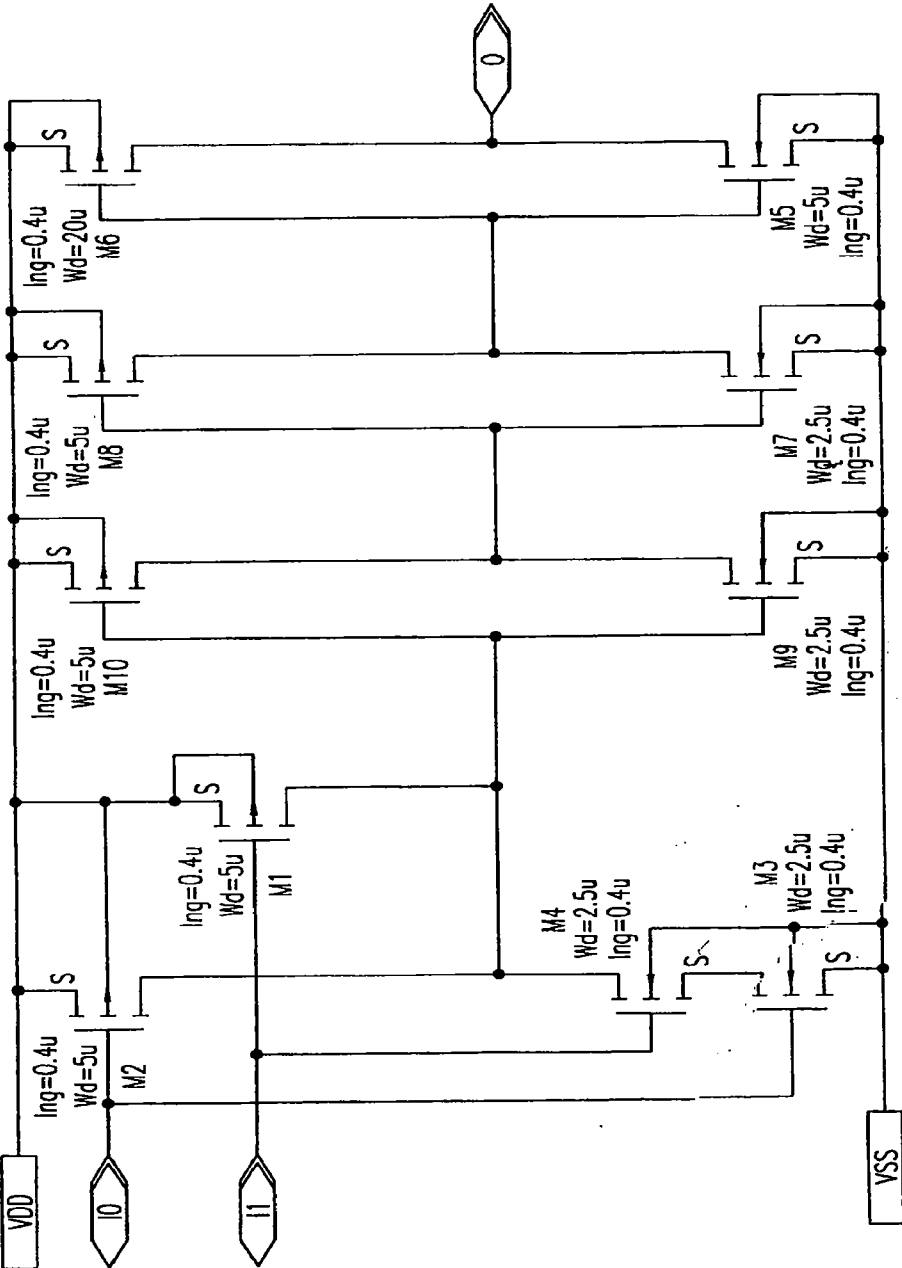 VDD
I0
I1
VSS
lng=0.4u
Wd=5u
M2
S
lng=0.4u
Wd=5u
M1
S
M4
Wd=2.5u
lng=0.4u
S
M3
Wd=2.5u
lng=0.4u
S
lng=0.4u
Wd=5u
M10
S
M9
Wd=2.5u
lng=0.4u
S
lng=0.4u
Wd=5u
M8
S
M7
Wd=2.5u
lng=0.4u
S
lng=0.4u
Wd=20u
M6
S
M5
Wd=5u
lng=0.4u
S
O